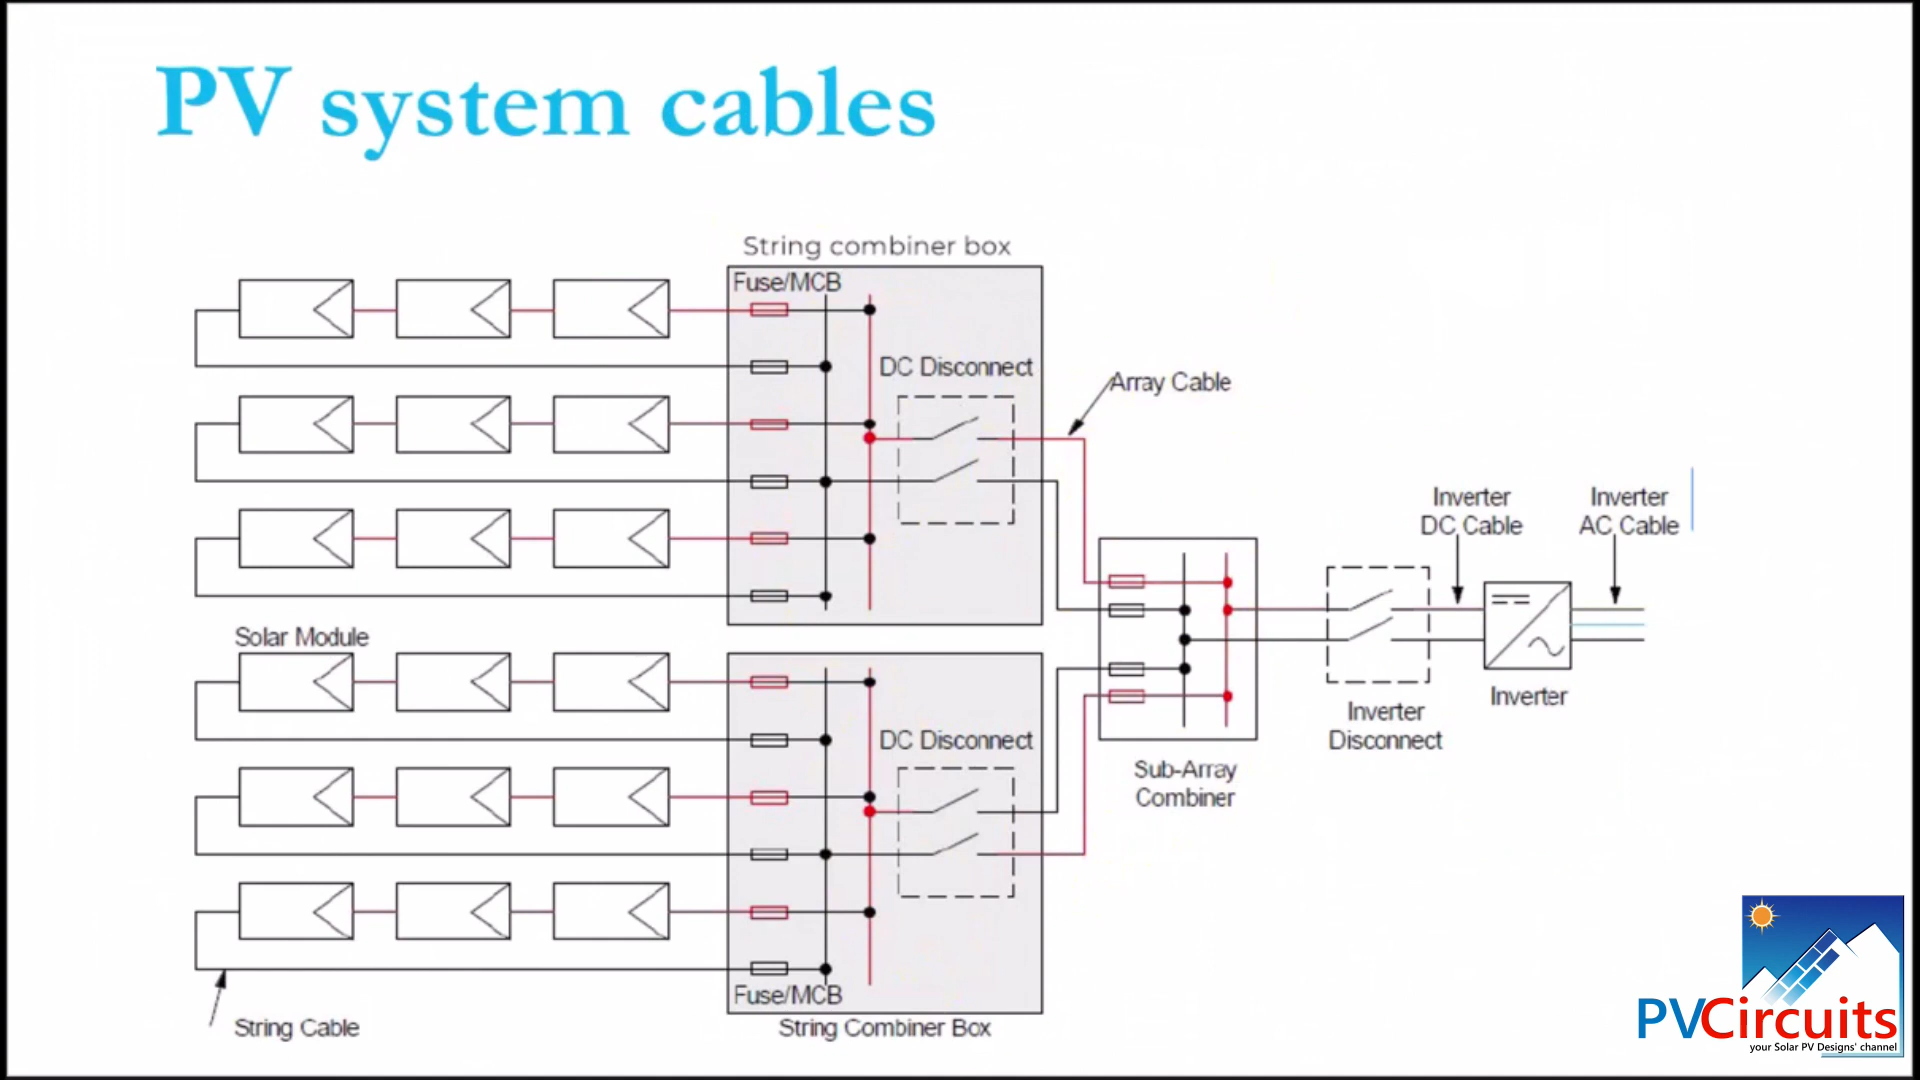 PV system cables
String combiner box
Fuse/MCB
DC Disconnect
Array Cable
Inverter
DC Cable
Inverter
AC Cable
Solar Module
DC Disconnect
Inverter
Inverter
Disconnect
Sub-Array
Combiner
Fuse/MCB
String Cable
String Combiner Box
PVCircuits
your Solar PV Designs' channel